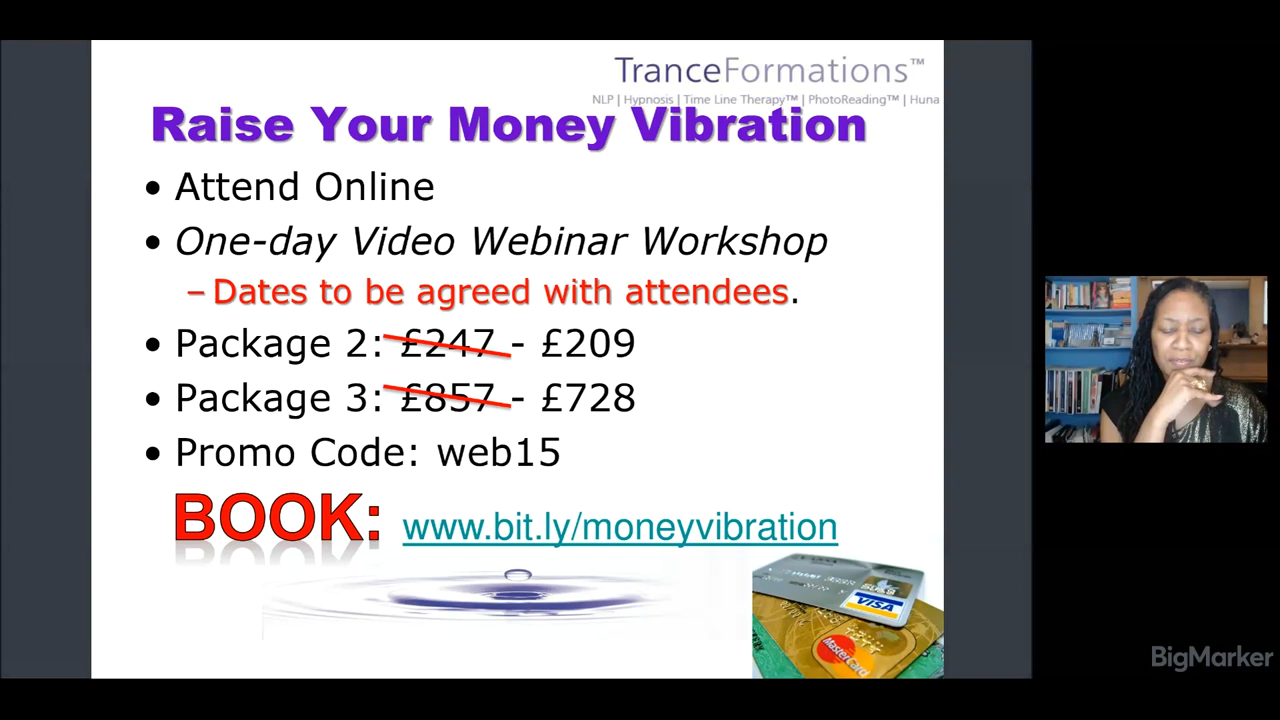 TranceFormations™
NLP | Hypnosis | Time Line Therapy™ | PhotoReading™ | Huna
Raise Your Money Vibration
• Attend Online
• One-day Video Webinar Workshop
– Dates to be agreed with attendees.
• Package 2: £247 - £209
• Package 3: £857 - £728
• Promo Code: web15
BOOK: www.bit.ly/moneyvibration
VISA
MasterCard
BigMarker